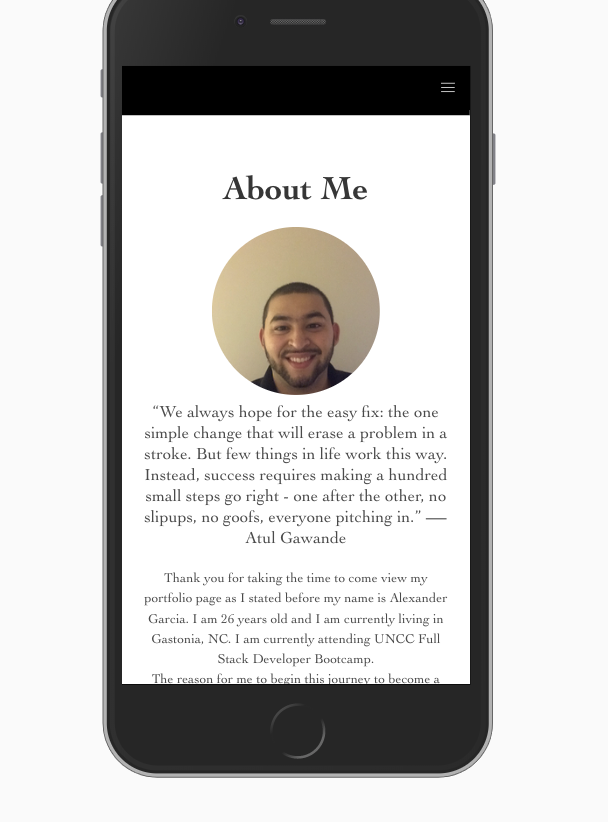 About Me
“We always hope for the easy fix: the one
simple change that will erase a problem in a
stroke. But few things in life work this way.
Instead, success requires making a hundred
small steps go right - one after the other, no
slipups, no goofs, everyone pitching in.” —–
Atul Gawande
Thank you for taking the time to come view my
portfolio page as I stated before my name is Alexander
Garcia. I am 26 years old and I am currently living in
Gastonia, NC. I am currently attending UNCC Full
Stack Developer Bootcamp.
The reason for me to begin this journey to become a